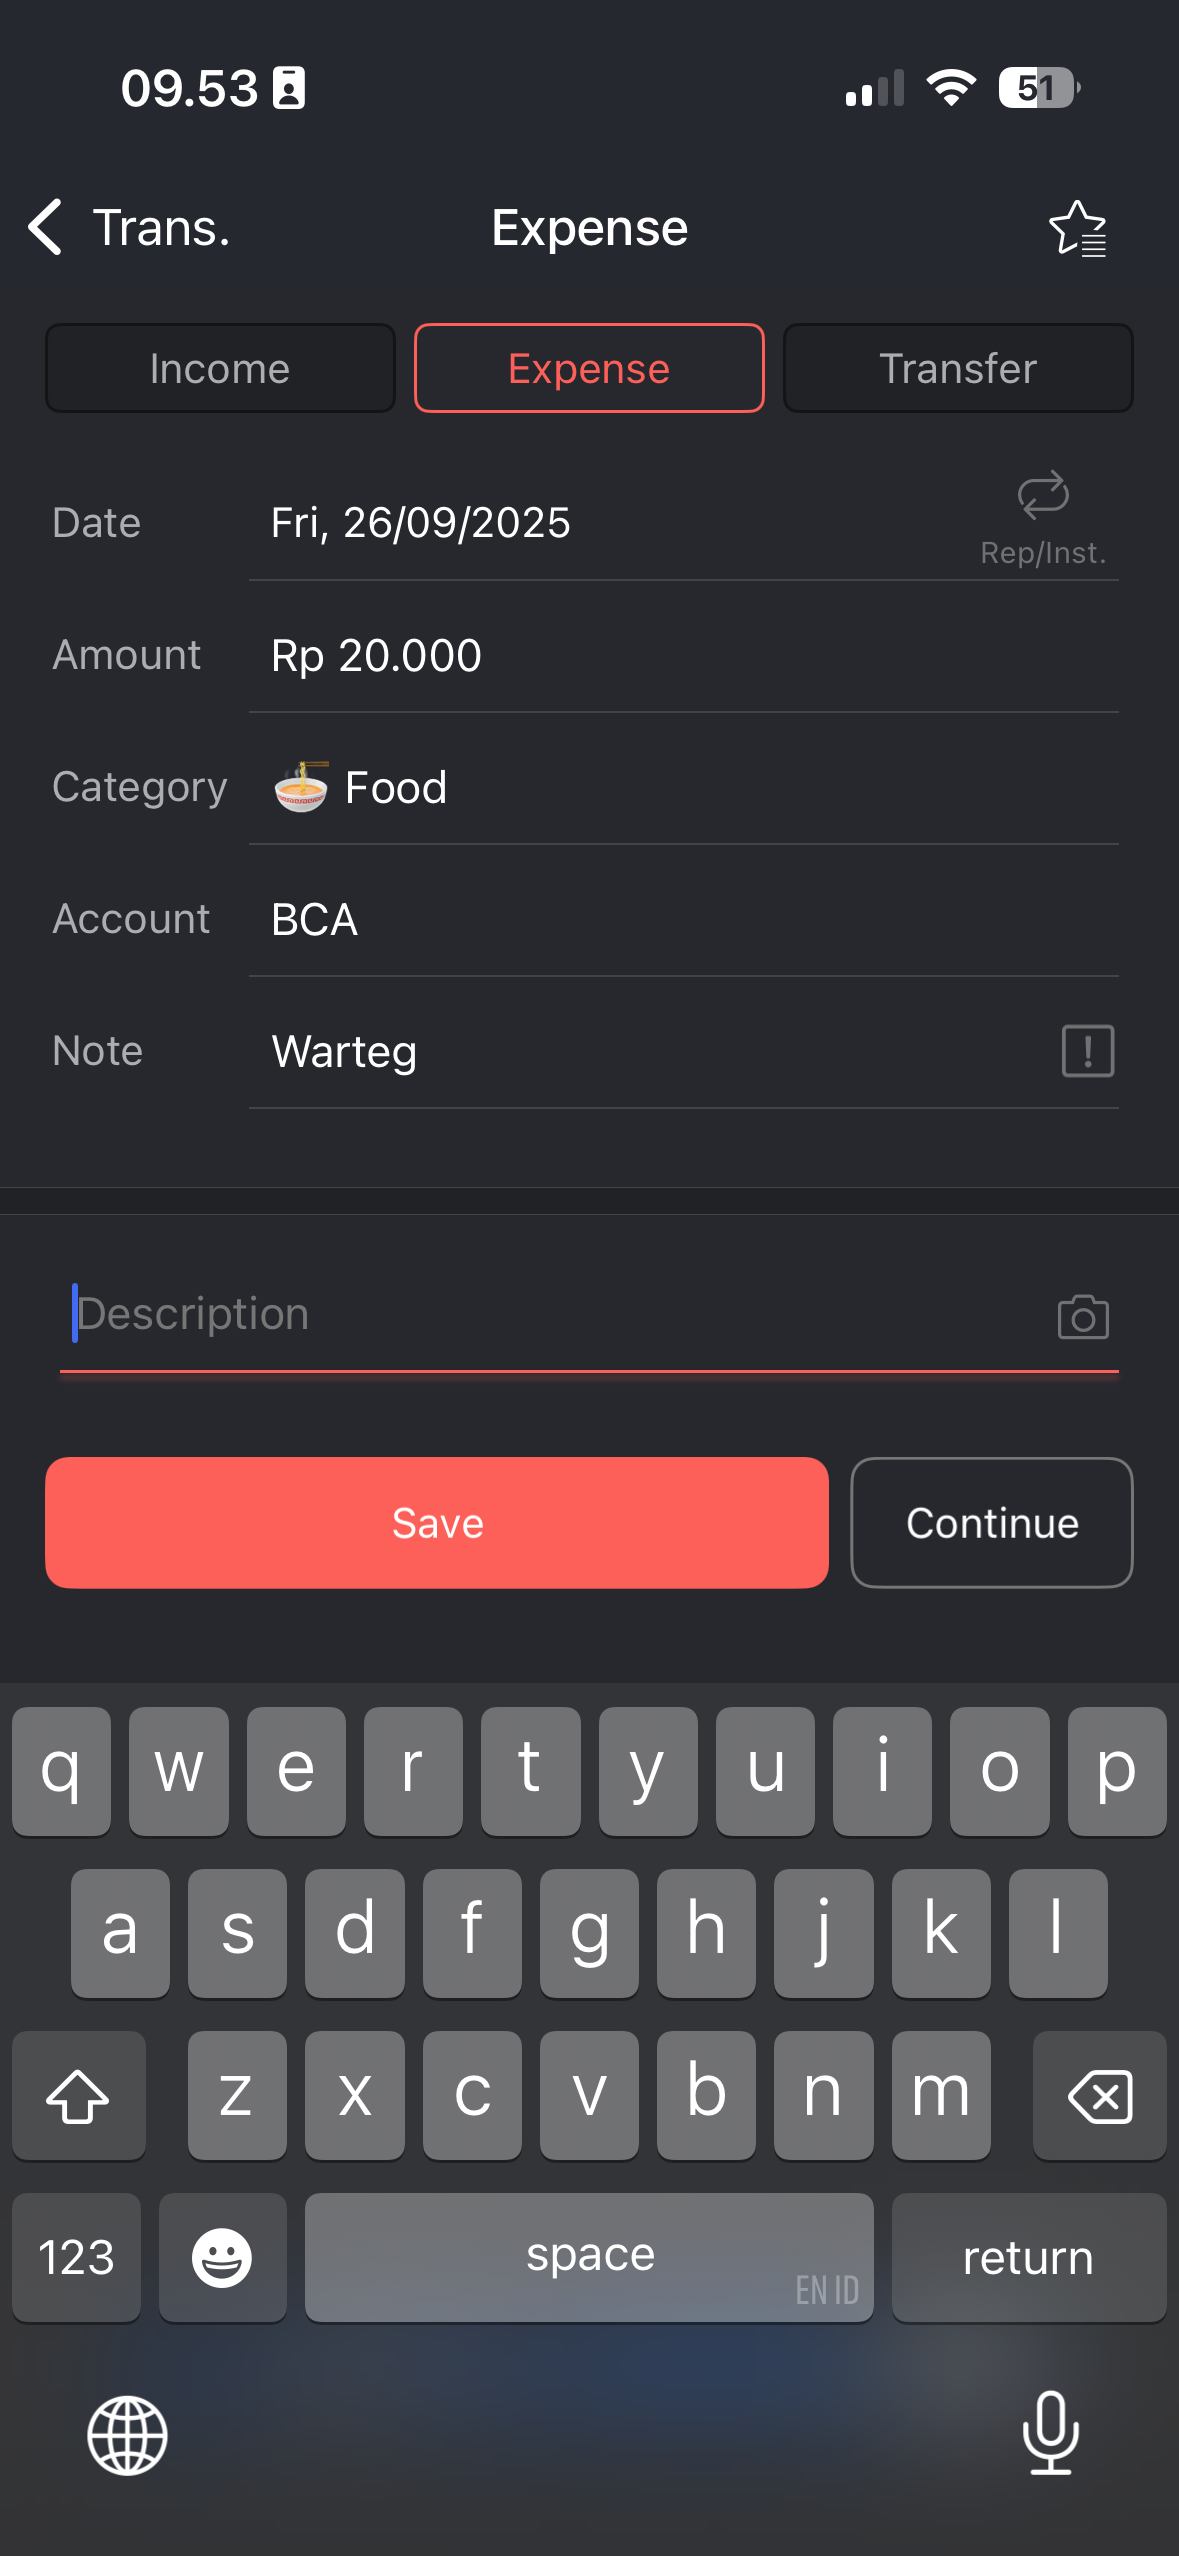 09.53
51
Trans.
Expense
Income
Expense
Transfer
Date
Fri, 26/09/2025
Rep/Inst.
Amount
Rp 20.000
Category
🍜 Food
Account
BCA
Note
Warteg
Description
Save
Continue
q w e r t y u i o p
a s d f g h j k l
z x c v b n m
123
space
EN ID
return